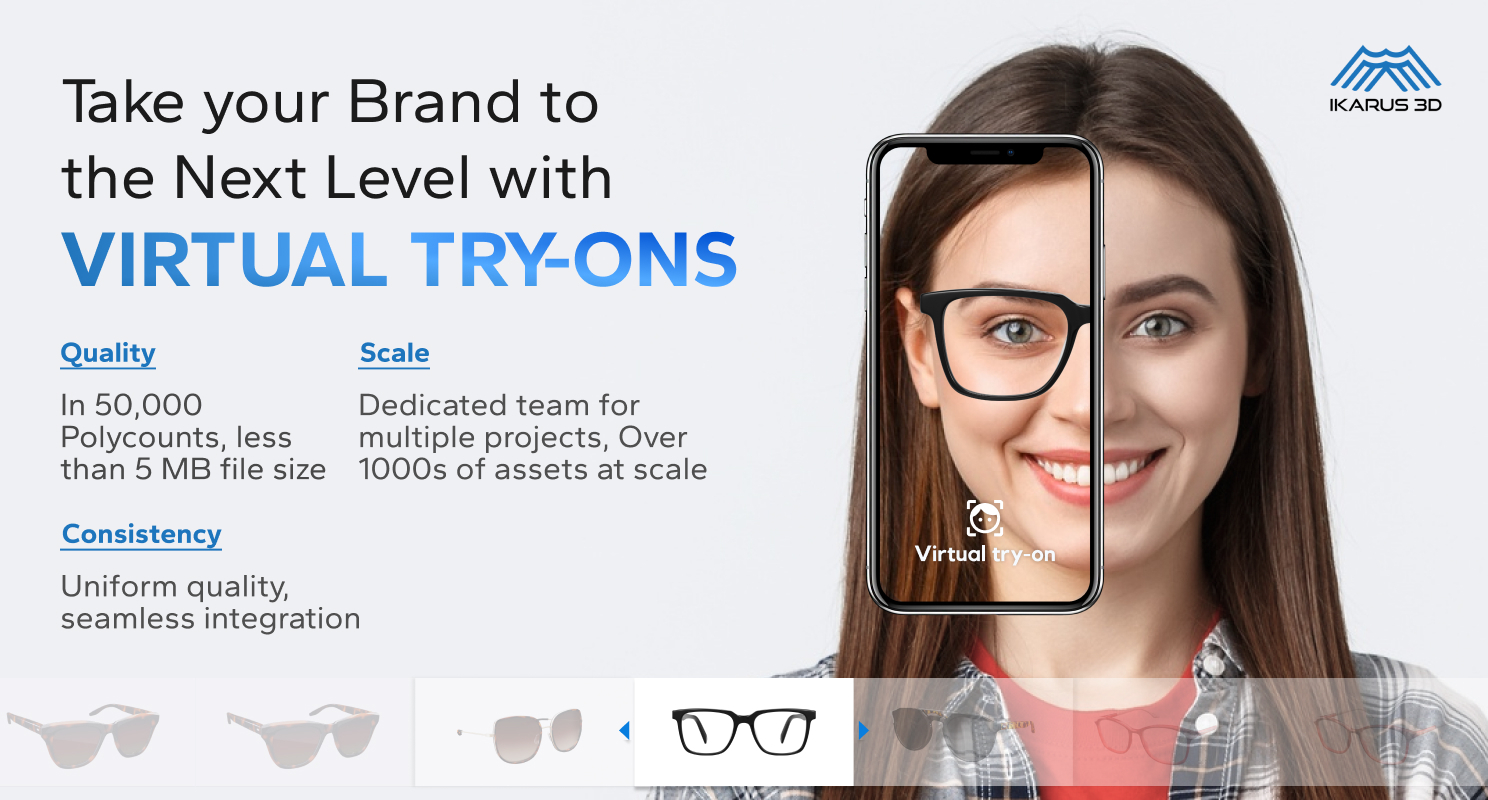 Take your Brand to
the Next Level with
VIRTUAL TRY-ONS
Quality
In 50,000
Polycounts, less
than 5 MB file size
Scale
Dedicated team for
multiple projects, Over
1000s of assets at scale
Consistency
Uniform quality,
seamless integration
IKARUS 3D
Virtual try-on